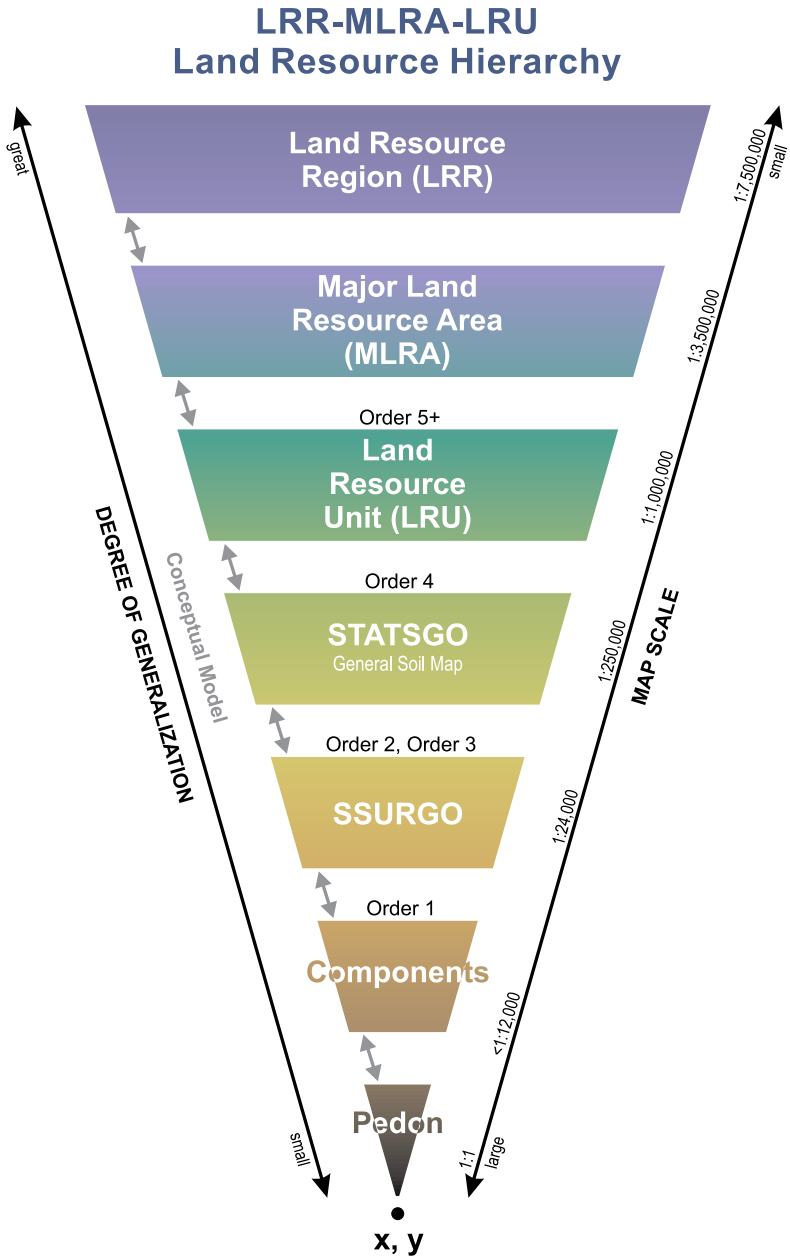 LRR-MLRA-LRU
Land Resource Hierarchy
great
small
1:7,500,000
Land Resource
Region (LRR)
Major Land
Resource Area
(MLRA)
1:3,500,000
Order 5+
Land
Resource
Unit (LRU)
1:1,000,000
DEGREE OF GENERALIZATION
Conceptual Model
Order 4
STATSGO
General Soil Map
1:250,000
MAP SCALE
Order 2, Order 3
SSURGO
1:24,000
Order 1
Components
<1:12,000
Pedon
small
1:1
large
x, y